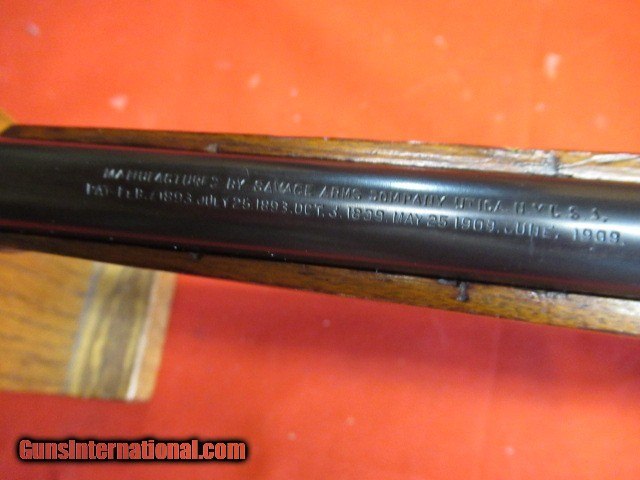 MANUFACTURED BY SAVAGE ARMS COMPANY UTICA. N.Y. U.S.A.
PAT. FEB. 7.1893. JULY 25.1893. OCT. 3. 1899. MAY 25 1909. JUNE. 1909.
GunsInternational.com